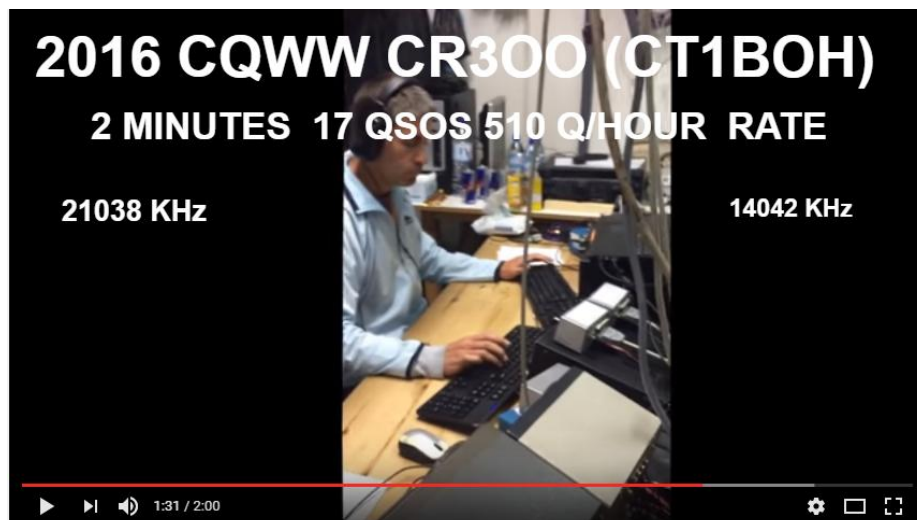 2016 CQWW CR3OO (CT1BOH)
2 MINUTES 17 QSOS 510 Q/HOUR RATE
21038 KHz
14042 KHz
1:31 / 2:00